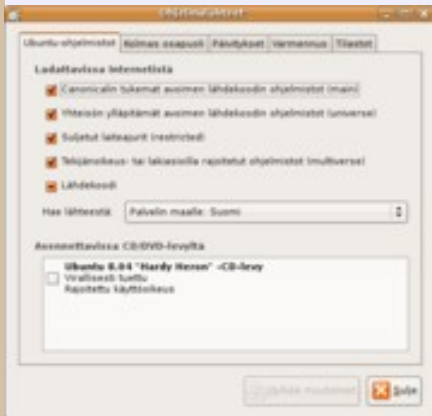 Ohjelmalähteet
Ubuntu-ohjelmistot Kolmas osapuoli Päivitykset Varmennus Tilastot
Ladattavissa Internetistä
Canonicalin tukemat avoimen lähdekoodin ohjelmistot (main)
Yhteisön ylläpitämät avoimen lähdekoodin ohjelmistot (universe)
Suljetut laiteajurit (restricted)
Tekijänoikeus- tai lakiasioilla rajoitetut ohjelmistot (multiverse)
Lähdekoodi
Hae lähteestä: Palvelin maalle: Suomi
Asennettavissa CD/DVD-levyltä
Ubuntu 8.04 "Hardy Heron" -CD-levy
Virallisesti tuettu
Rajoitettu käyttöoikeus
Sulje